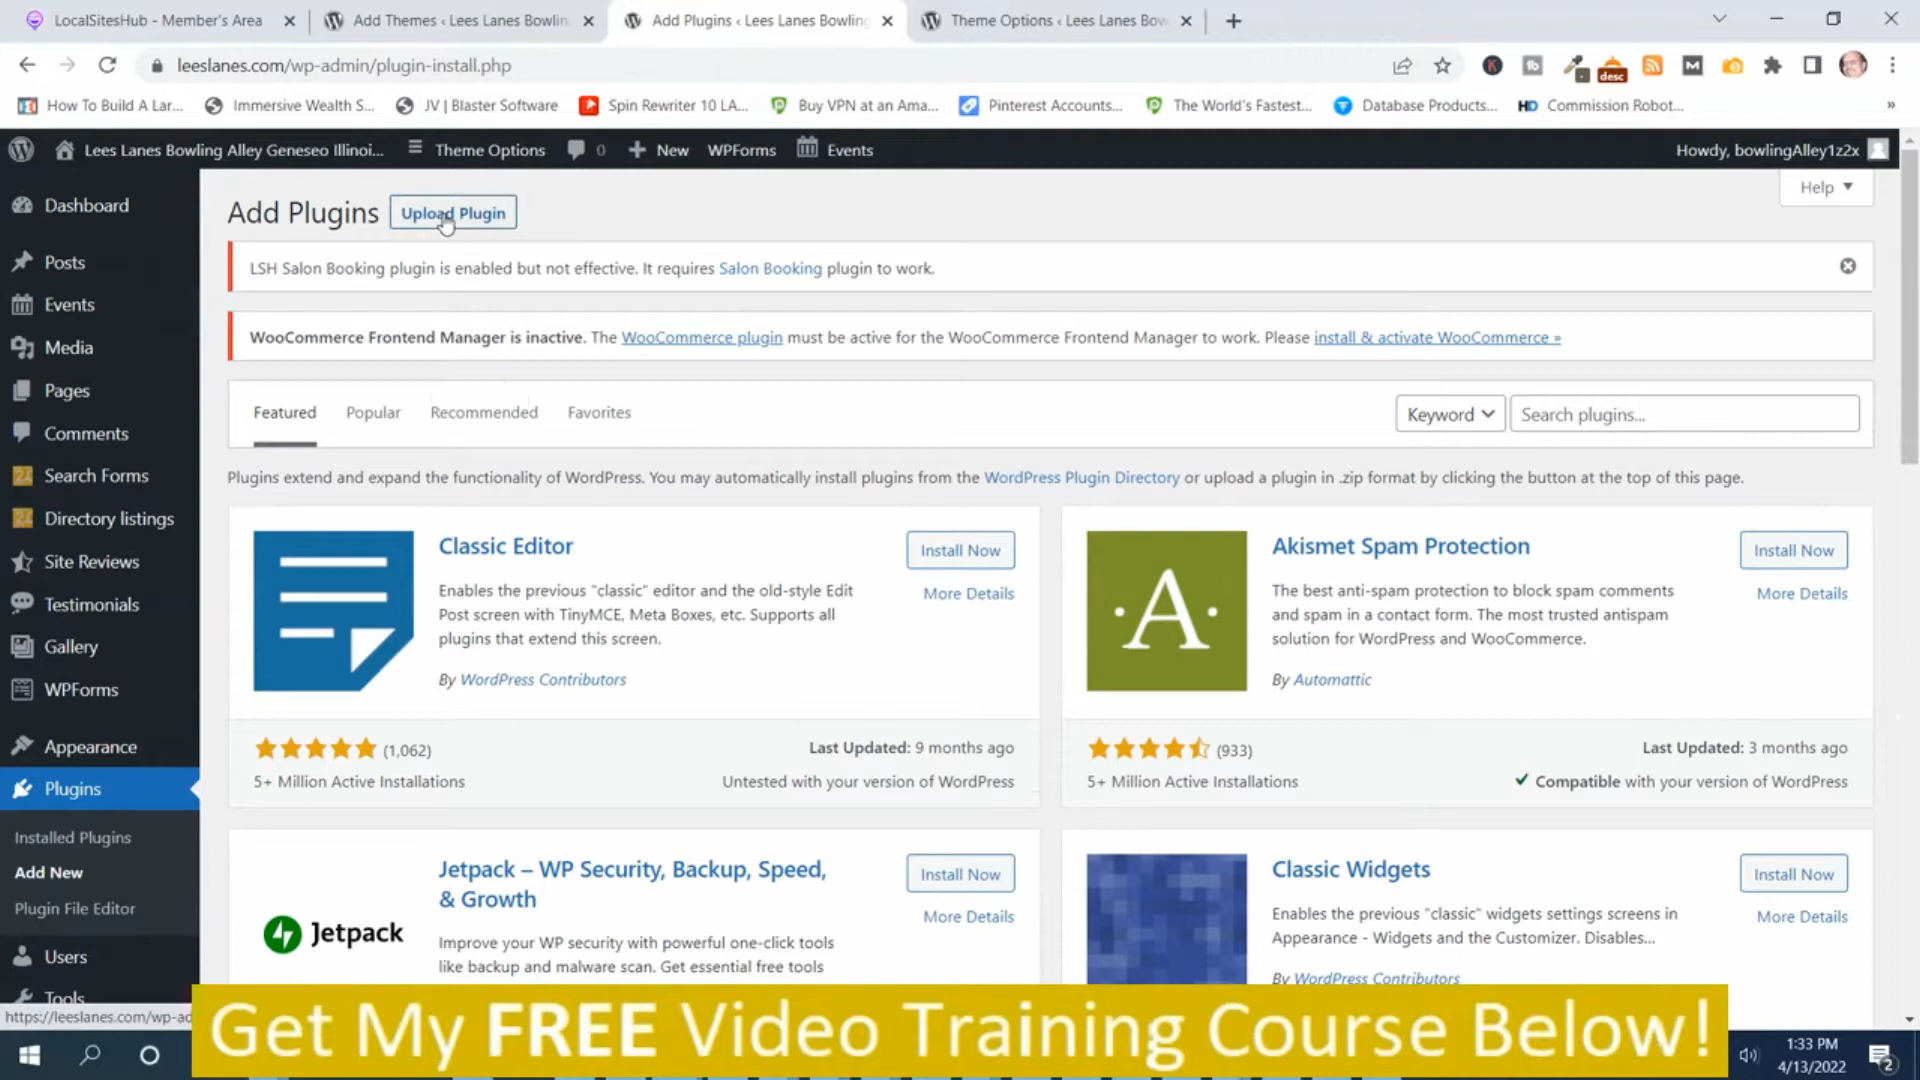 LocalSitesHub - Member's Area
Add Themes ‹ Lees Lanes Bowlin
Add Plugins ‹ Lees Lanes Bowling
Theme Options ‹ Lees Lanes Bow
leeslanes.com/wp-admin/plugin-install.php
desc
How To Build A Lar...
Immersive Wealth S...
JV | Blaster Software
Spin Rewriter 10 LA...
Buy VPN at an Ama...
Pinterest Accounts...
The World's Fastest...
Database Products...
HD Commission Robot...
»
Lees Lanes Bowling Alley Geneseo Illinoi...
Theme Options
0
New
WPForms
Events
Howdy, bowlingAlley1z2x
Dashboard
Posts
Events
Media
Pages
Comments
Search Forms
Directory listings
Site Reviews
Testimonials
Gallery
WPForms
Appearance
Plugins
Installed Plugins
Add New
Plugin File Editor
Users
Tools
https://leeslanes.com/wp-ad
Help
Add Plugins
Upload Plugin
LSH Salon Booking plugin is enabled but not effective. It requires Salon Booking plugin to work.
WooCommerce Frontend Manager is inactive. The WooCommerce plugin must be active for the WooCommerce Frontend Manager to work. Please install & activate WooCommerce »
Featured
Popular
Recommended
Favorites
Keyword
Search plugins...
Plugins extend and expand the functionality of WordPress. You may automatically install plugins from the WordPress Plugin Directory or upload a plugin in .zip format by clicking the button at the top of this page.
Classic Editor
Install Now
More Details
Enables the previous "classic" editor and the old-style Edit
Post screen with TinyMCE, Meta Boxes, etc. Supports all
plugins that extend this screen.
By WordPress Contributors
(1,062)
5+ Million Active Installations
Last Updated: 9 months ago
Untested with your version of WordPress
A
Akismet Spam Protection
Install Now
More Details
The best anti-spam protection to block spam comments
and spam in a contact form. The most trusted antispam
solution for WordPress and WooCommerce.
By Automattic
(933)
5+ Million Active Installations
Last Updated: 3 months ago
Compatible with your version of WordPress
Jetpack
Jetpack – WP Security, Backup, Speed,
& Growth
Install Now
More Details
Improve your WP security with powerful one-click tools
like backup and malware scan. Get essential free tools
Classic Widgets
Install Now
More Details
Enables the previous "classic" widgets settings screens in
Appearance - Widgets and the Customizer. Disables...
By WordPress Contributors
Get My FREE Video Training Course Below!
1:33 PM
4/13/2022
2